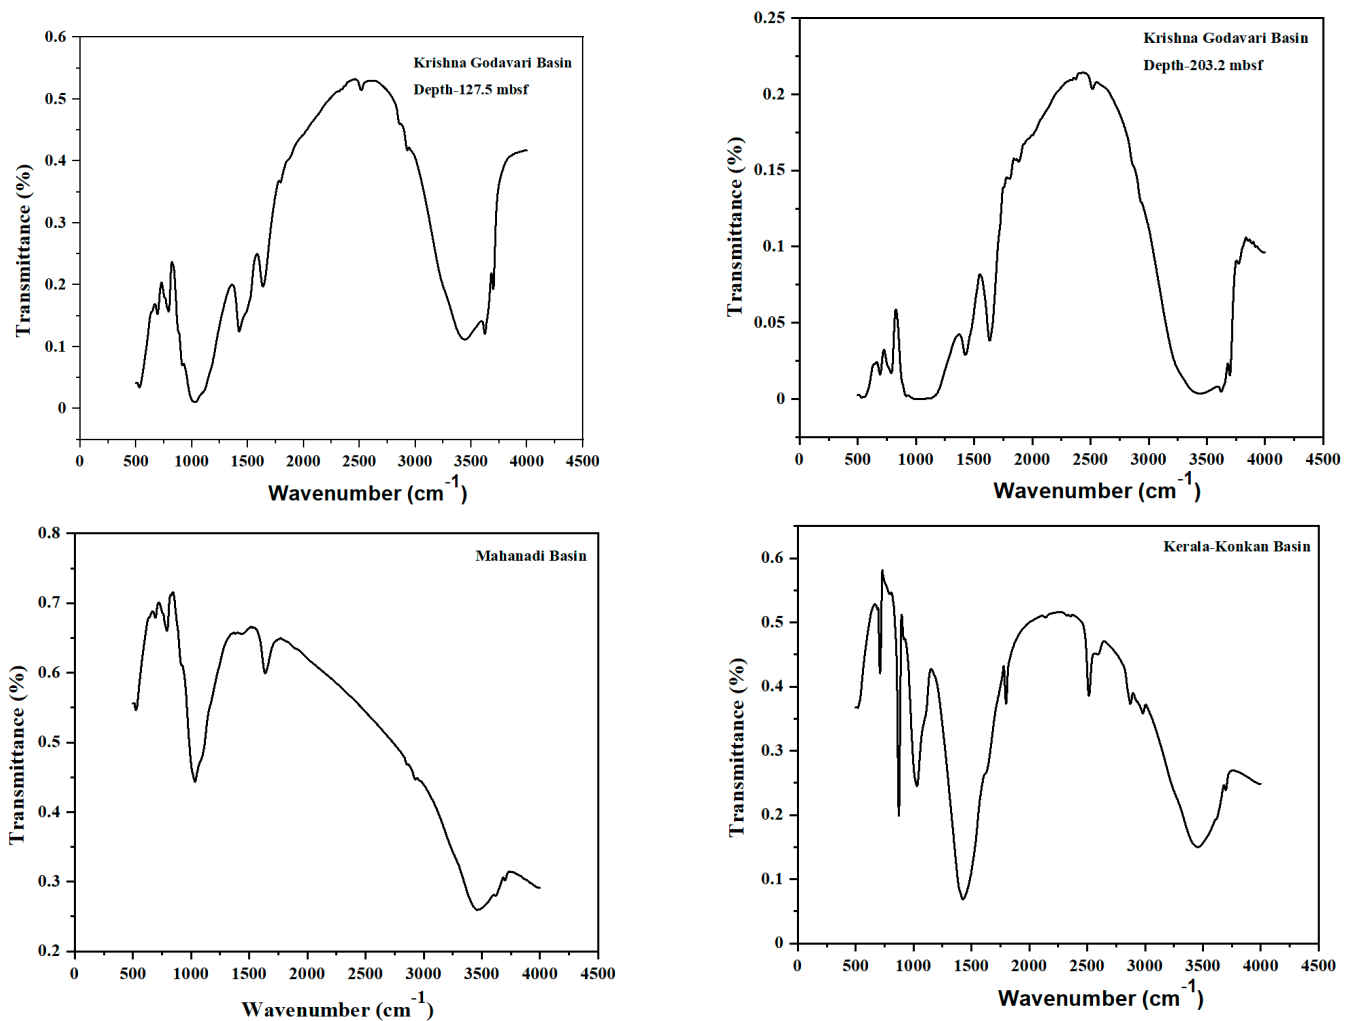 Krishna Godavari Basin
Depth-127.5 mbsf
Transmittance (%)
0.6
0.5
0.4
0.3
0.2
0.1
0
0 500 1000 1500 2000 2500 3000 3500 4000 4500
Wavenumber (cm-1)
Krishna Godavari Basin
Depth-203.2 mbsf
Transmittance (%)
0.25
0.2
0.15
0.1
0.05
0
0 500 1000 1500 2000 2500 3000 3500 4000 4500
Wavenumber (cm-1)
Mahanadi Basin
Transmittance (%)
0.8
0.7
0.6
0.5
0.4
0.3
0.2
0 500 1000 1500 2000 2500 3000 3500 4000 4500
Wavenumber (cm-1)
Kerala-Konkan Basin
Transmittance (%)
0.6
0.5
0.4
0.3
0.2
0.1
0
0 500 1000 1500 2000 2500 3000 3500 4000 4500
Wavenumber (cm-1)